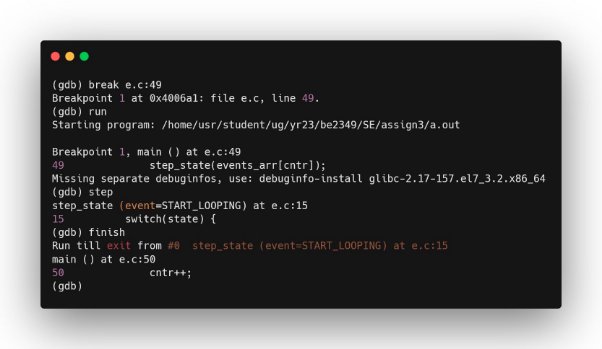 (gdb) break e.c:49
Breakpoint 1 at 0x4006a1: file e.c, line 49.
(gdb) run
Starting program: /home/usr/student/ug/yr23/be2349/SE/assign3/a.out
Breakpoint 1, main () at e.c:49
49 step_state(events_arr[cntr]);
Missing separate debuginfos, use: debuginfo-install glibc-2.17-157.el7_3.2.x86_64
(gdb) step
step_state (event=START_LOOPING) at e.c:15
15 switch(state) {
(gdb) finish
Run till exit from #0 step_state (event=START_LOOPING) at e.c:15
main () at e.c:50
50 cntr++;
(gdb)